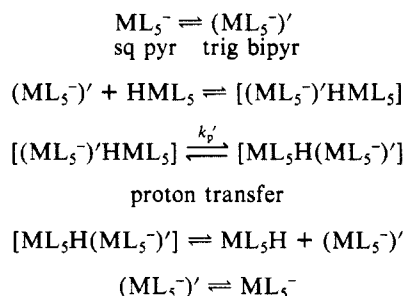 ML₅⁻ ⇌ (ML₅⁻)′
sq pyr trig bipyr
(ML₅⁻)′ + HML₅ ⇌ [(ML₅⁻)′HML₅]
kₚ′
[(ML₅⁻)′HML₅] ⇌ [ML₅H(ML₅⁻)′]
proton transfer
[ML₅H(ML₅⁻)′] ⇌ ML₅H + (ML₅⁻)′
(ML₅⁻)′ ⇌ ML₅⁻